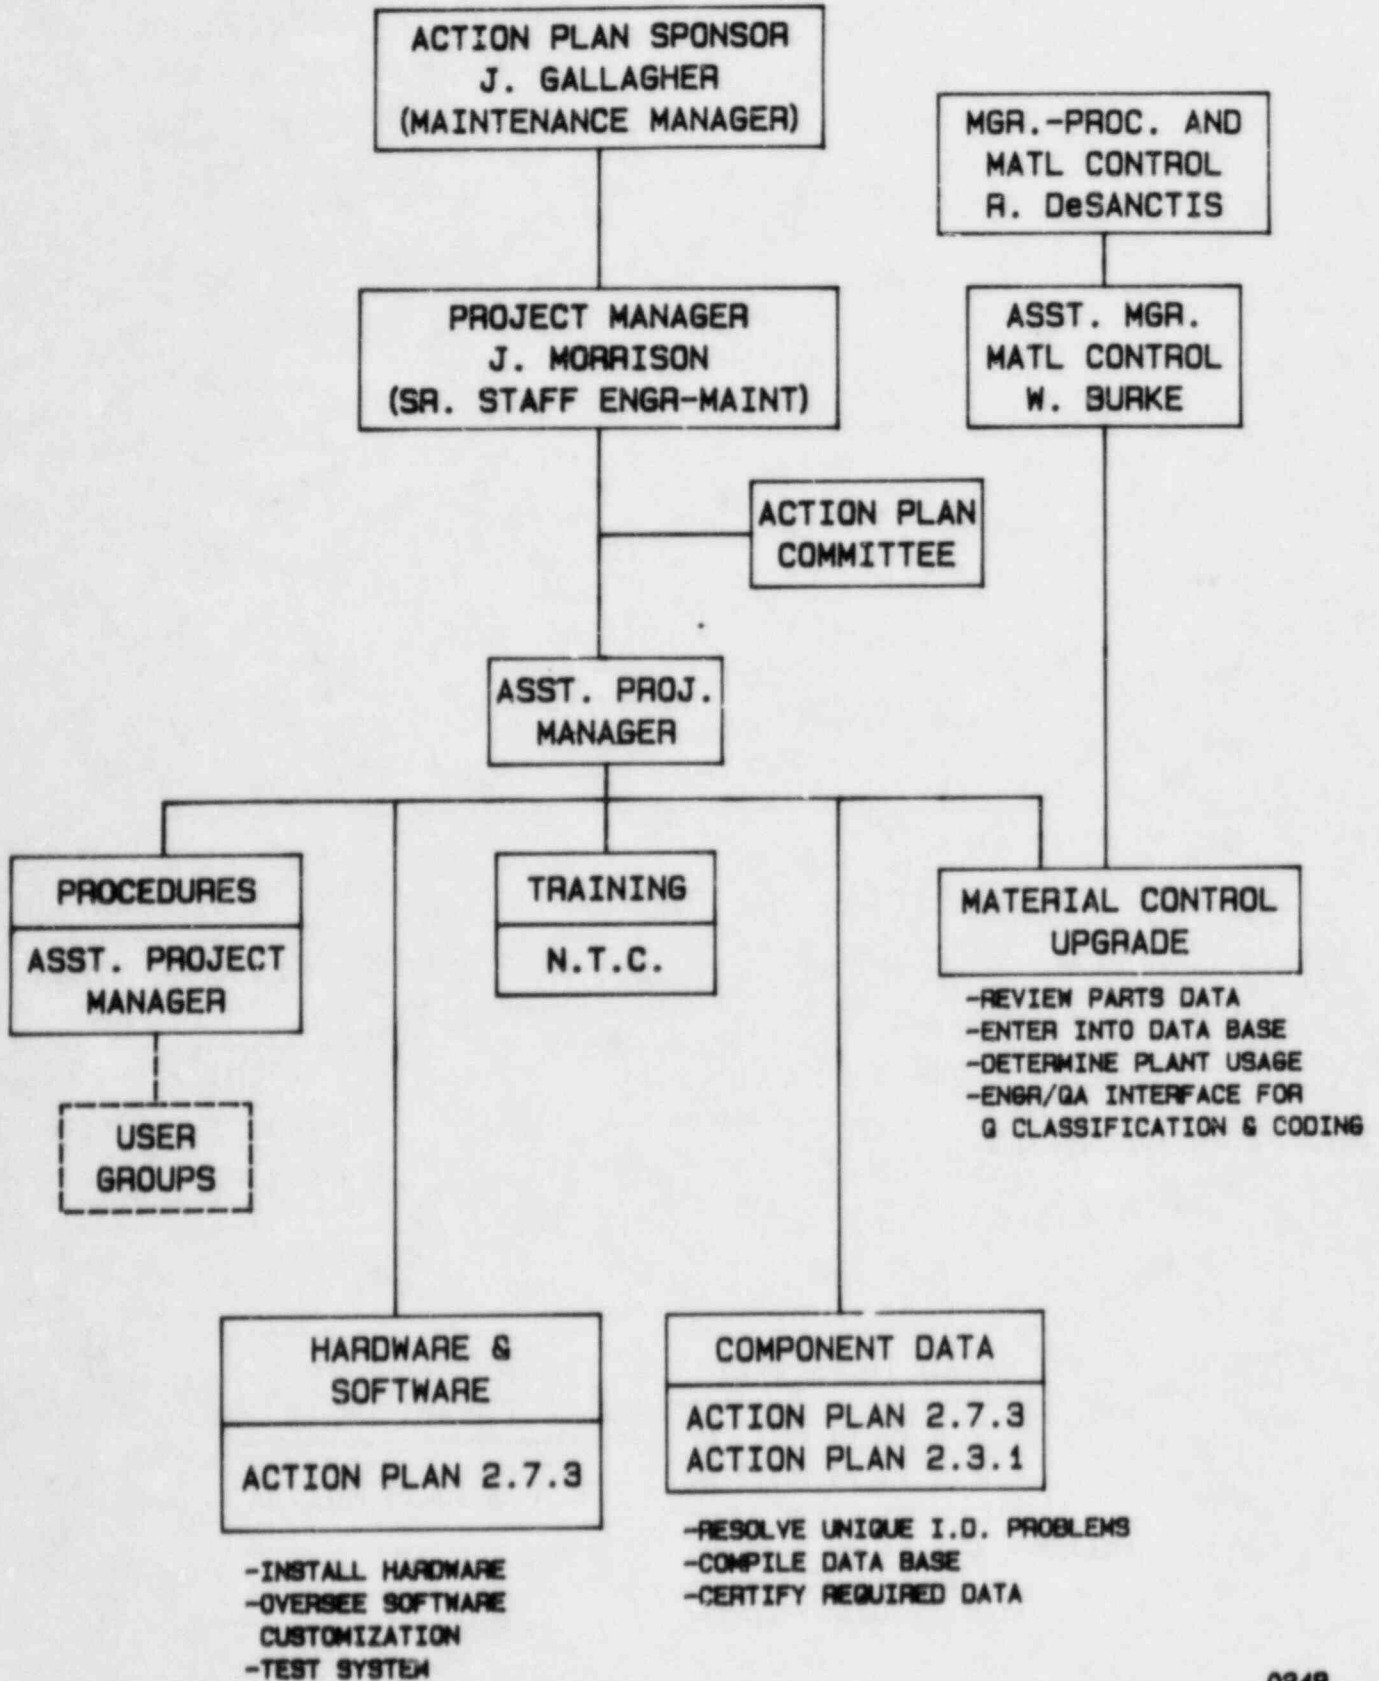 ACTION PLAN SPONSOR
J. GALLAGHER
(MAINTENANCE MANAGER)
MGR.-PROC. AND
MATL CONTROL
R. DeSANCTIS
PROJECT MANAGER
J. MORRISON
(SR. STAFF ENGR-MAINT)
ASST. MGR.
MATL CONTROL
W. BURKE
ACTION PLAN
COMMITTEE
ASST. PROJ.
MANAGER
PROCEDURES
ASST. PROJECT
MANAGER
USER
GROUPS
TRAINING
N.T.C.
MATERIAL CONTROL
UPGRADE
-REVIEW PARTS DATA
-ENTER INTO DATA BASE
-DETERMINE PLANT USAGE
-ENGR/QA INTERFACE FOR
Q CLASSIFICATION & CODING
HARDWARE &
SOFTWARE
ACTION PLAN 2.7.3
-INSTALL HARDWARE
-OVERSEE SOFTWARE
CUSTOMIZATION
-TEST SYSTEM
COMPONENT DATA
ACTION PLAN 2.7.3
ACTION PLAN 2.3.1
-RESOLVE UNIQUE I.D. PROBLEMS
-COMPILE DATA BASE
-CERTIFY REQUIRED DATA